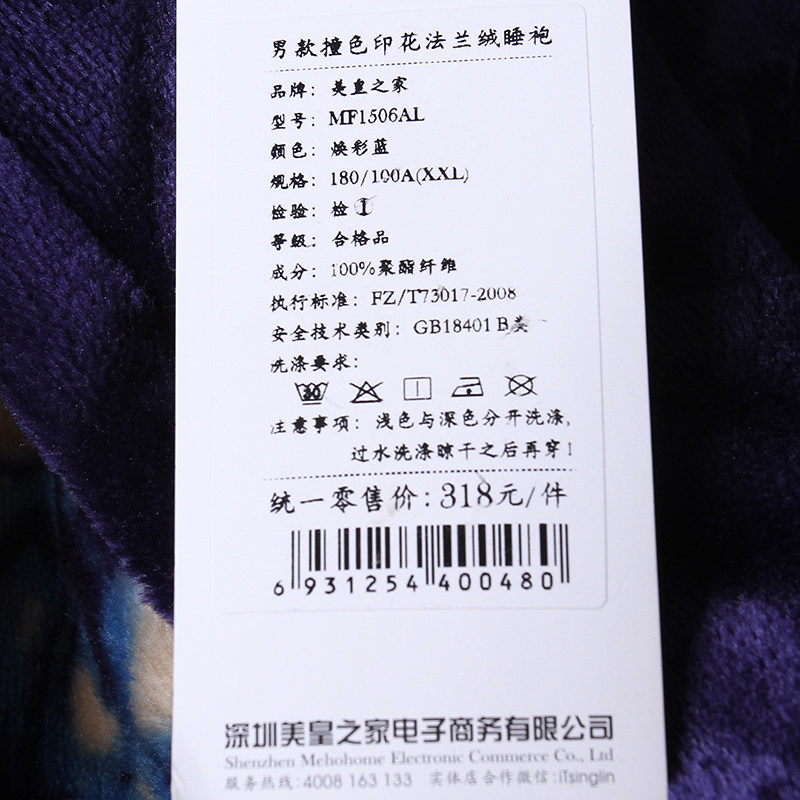 男款撞色印花法兰绒睡袍
品牌：美皇之家
型号：MF1506AL
颜色：焕彩蓝
规格：180/100A(XXL)
检验：检①
等级：合格品
成分：100%聚酯纤维
执行标准：FZ/T73017-2008
安全技术类别：GB18401 B类
洗涤要求：
30
注意事项：浅色与深色分开洗涤，
过水洗涤晾干之后再穿！
统一零售价：318元/件
6 931254 400480
深圳美皇之家电子商务有限公司
Shenzhen Mehohome Electronic Commerce Co., Ltd
服务热线：4008 163 133 实体店合作微信：iTsinglin